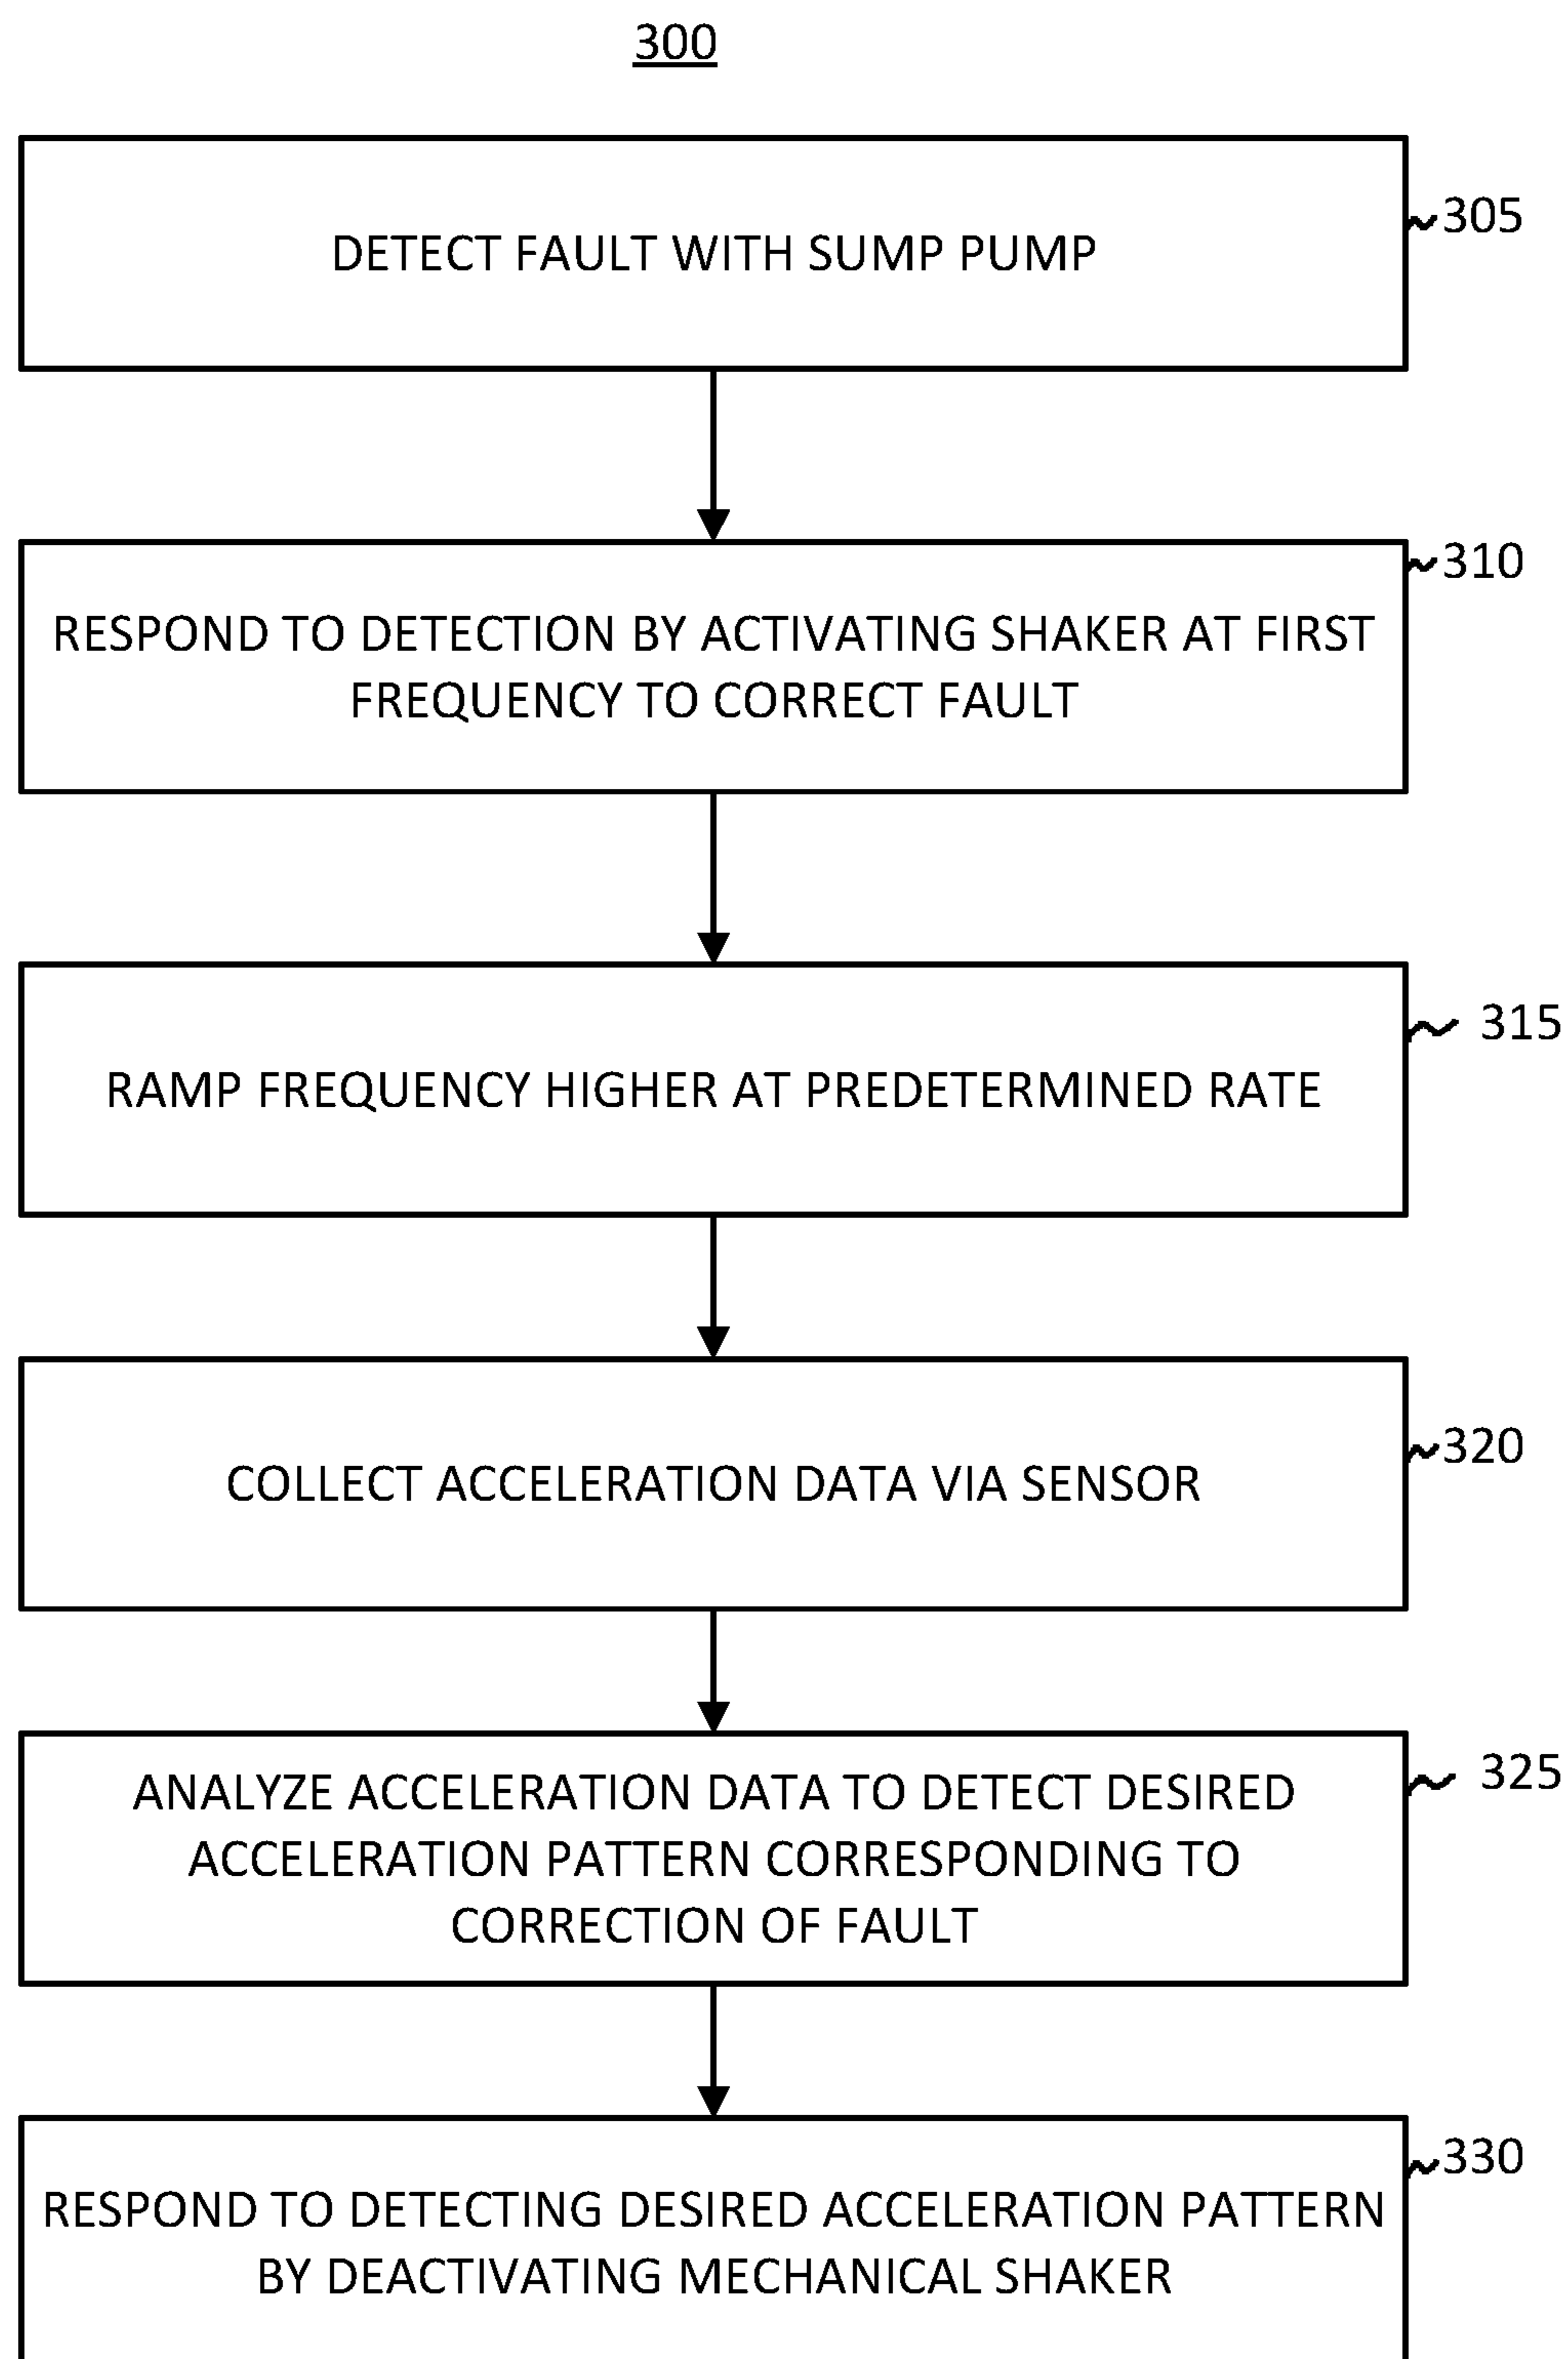 300
DETECT FAULT WITH SUMP PUMP
305
RESPOND TO DETECTION BY ACTIVATING SHAKER AT FIRST
FREQUENCY TO CORRECT FAULT
310
RAMP FREQUENCY HIGHER AT PREDETERMINED RATE
315
COLLECT ACCELERATION DATA VIA SENSOR
320
ANALYZE ACCELERATION DATA TO DETECT DESIRED
ACCELERATION PATTERN CORRESPONDING TO
CORRECTION OF FAULT
325
RESPOND TO DETECTING DESIRED ACCELERATION PATTERN
BY DEACTIVATING MECHANICAL SHAKER
330